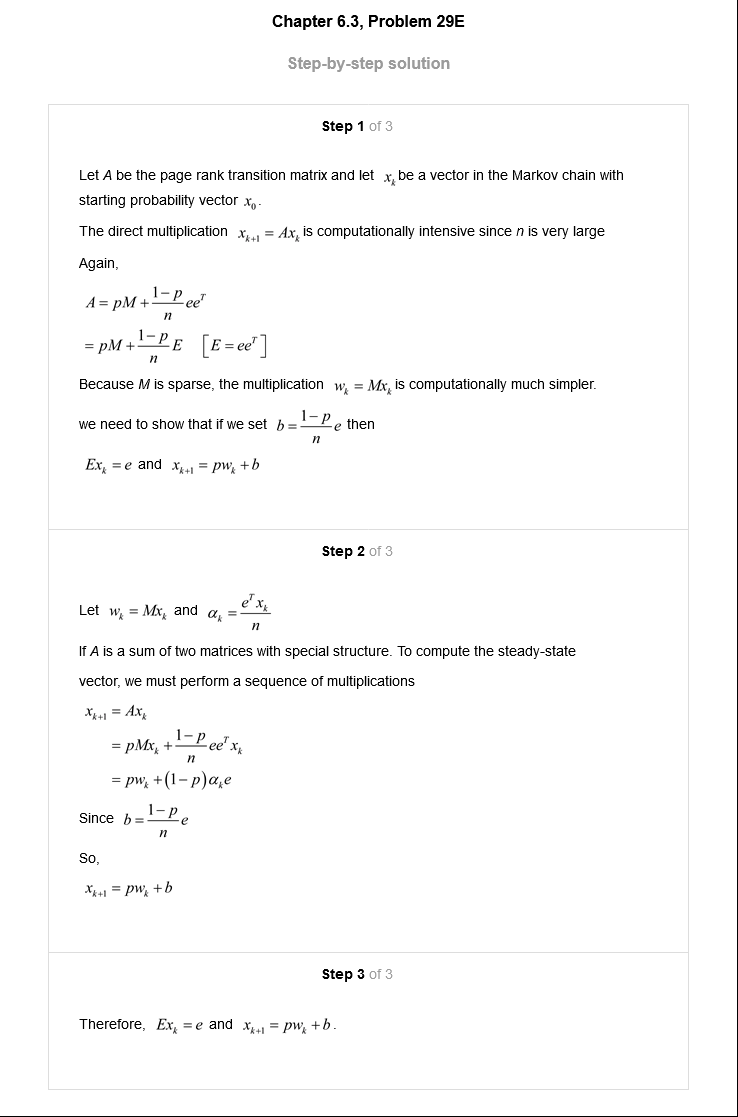 Chapter 6.3, Problem 29E
Step-by-step solution
Step 1 of 3
Let A be the page rank transition matrix and let x_k be a vector in the Markov chain with
starting probability vector x_0.
The direct multiplication x_{k+1} = Ax_k is computationally intensive since n is very large
Again,
A = pM + \frac{1-p}{n} ee^T
= pM + \frac{1-p}{n} E [E = ee^T]
Because M is sparse, the multiplication w_k = Mx_k is computationally much simpler.
we need to show that if we set b = \frac{1-p}{n} e then
Ex_k = e and x_{k+1} = pw_k + b
Step 2 of 3
Let w_k = Mx_k and α_k = \frac{e^T x_k}{n}
If A is a sum of two matrices with special structure. To compute the steady-state
vector, we must perform a sequence of multiplications
x_{k+1} = Ax_k
= pMx_k + \frac{1-p}{n} ee^T x_k
= pw_k + (1-p)α_k e
Since b = \frac{1-p}{n} e
So,
x_{k+1} = pw_k + b
Step 3 of 3
Therefore, Ex_k = e and x_{k+1} = pw_k + b.